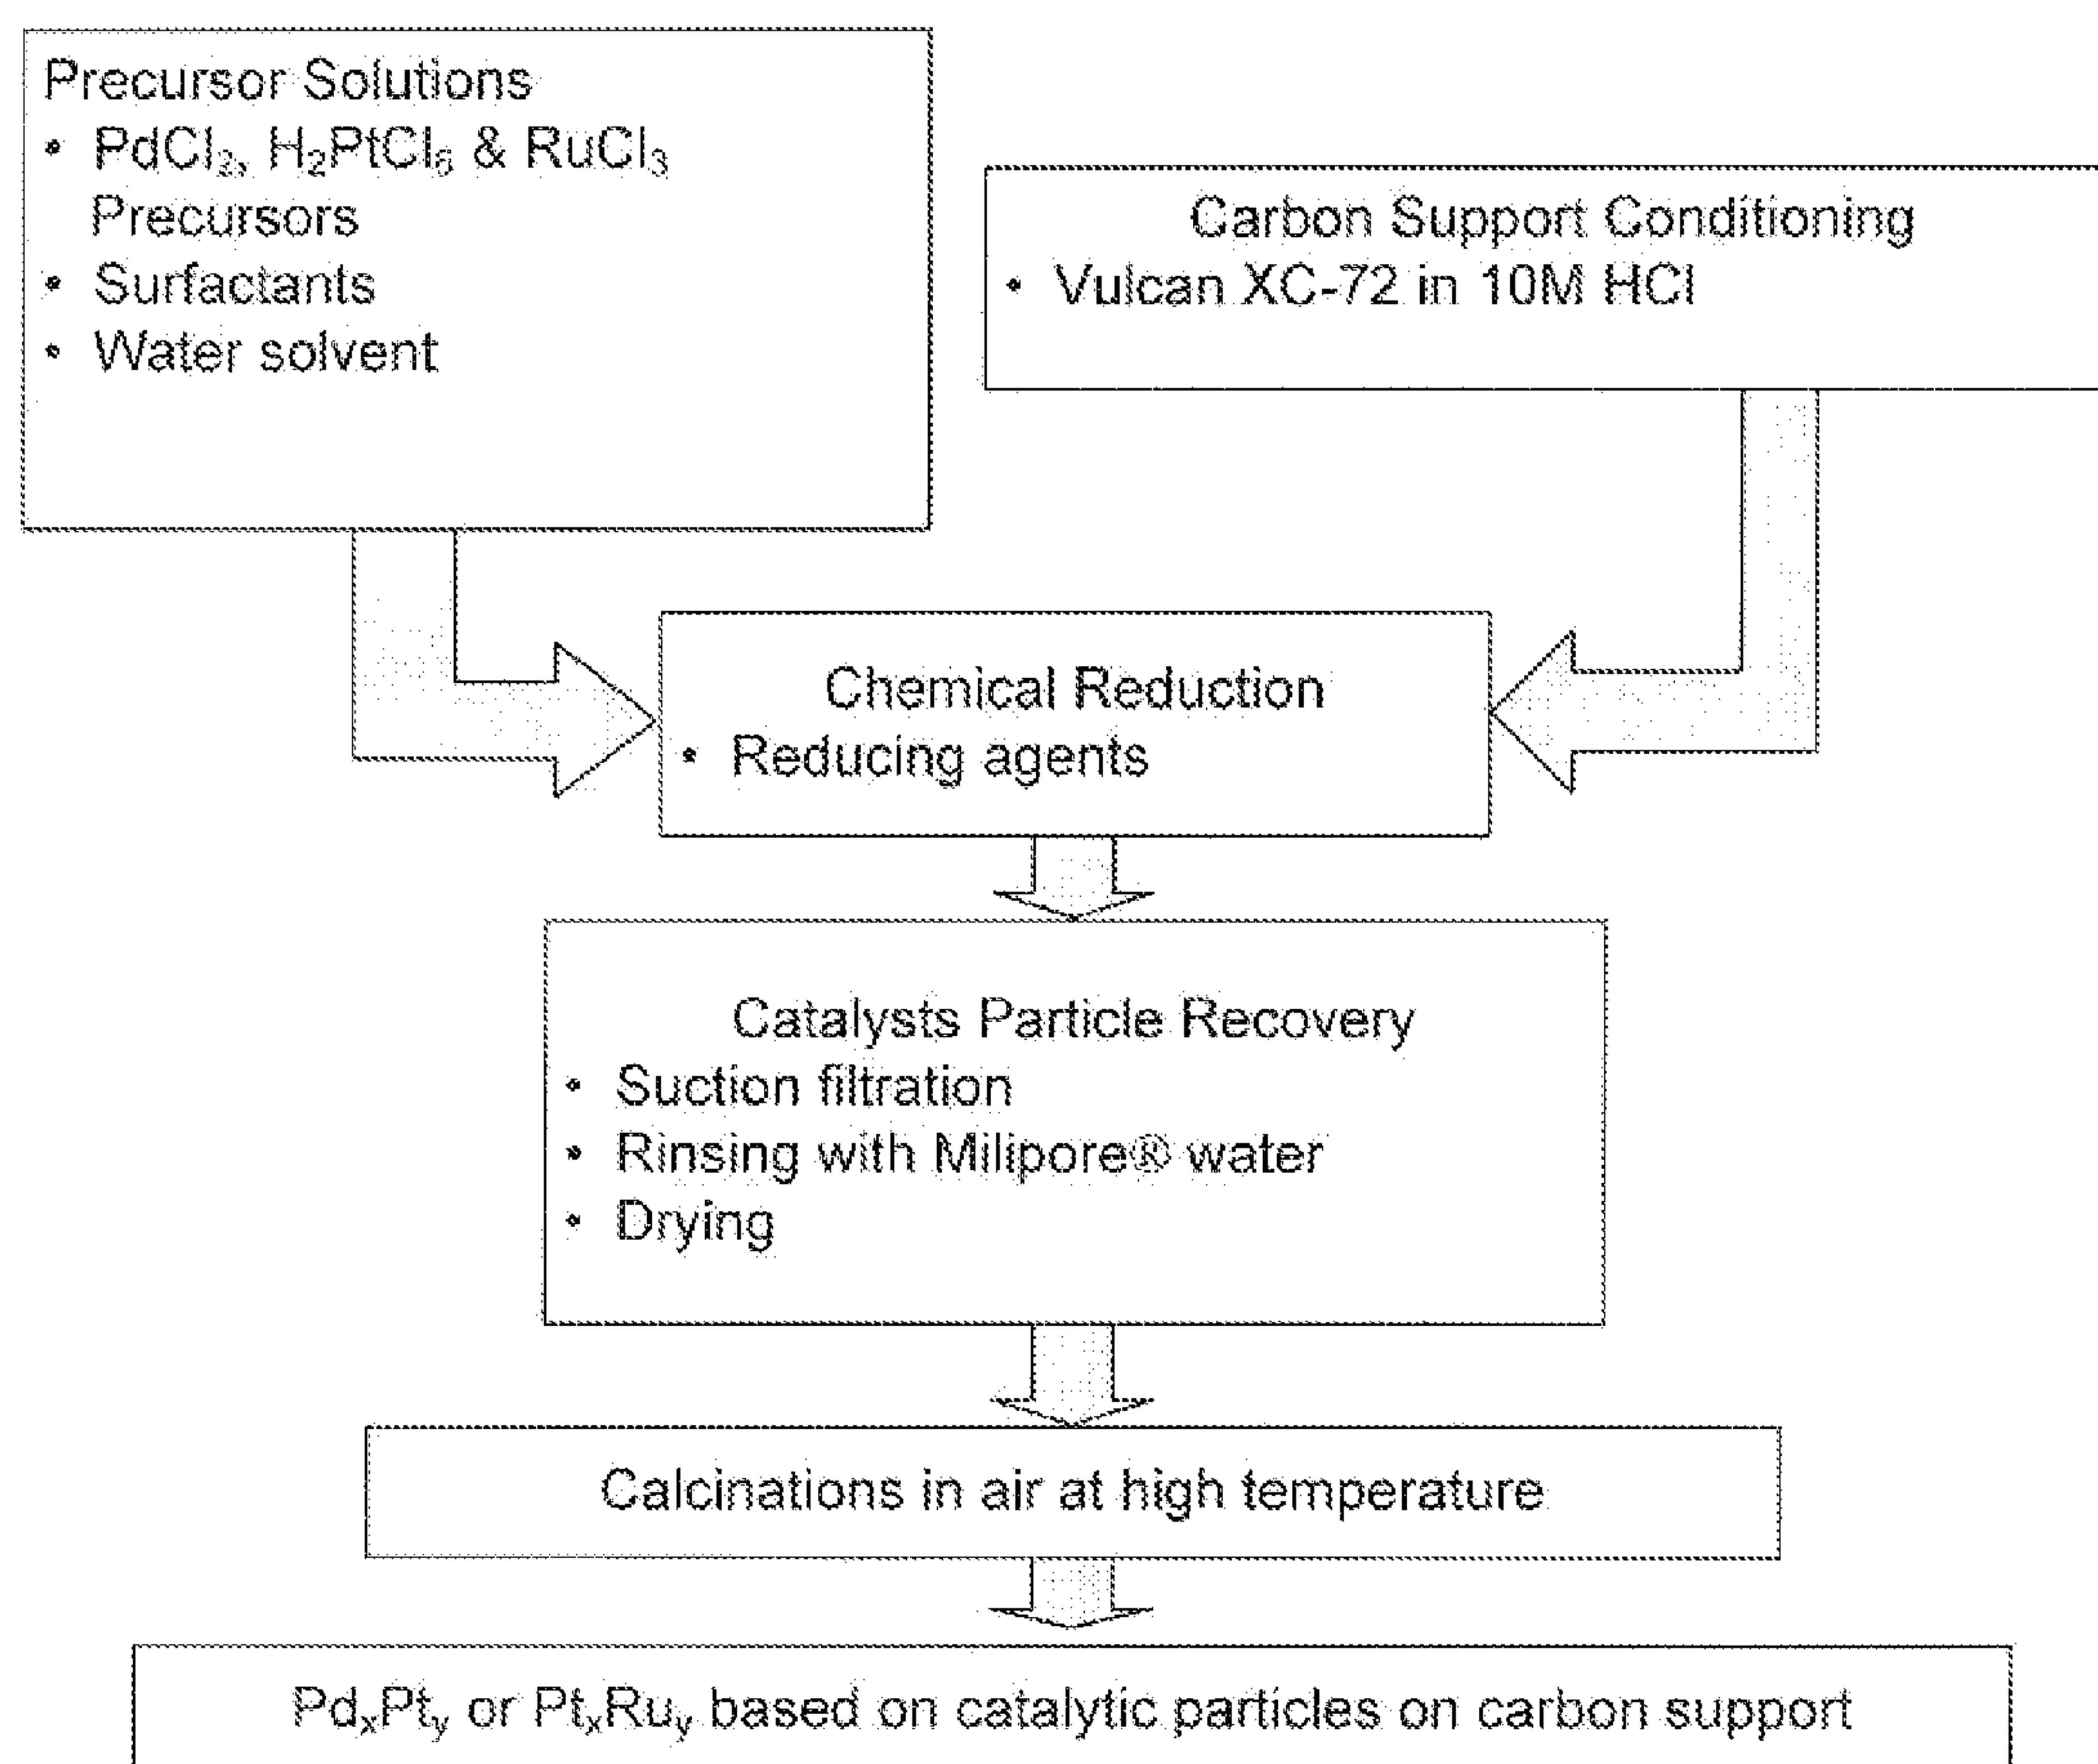 Precursor Solutions
• PdCl₂, H₂PtCl₆ & RuCl₃
Precursors
• Surfactants
• Water solvent
Carbon Support Conditioning
• Vulcan XC-72 in 10M HCl
Chemical Reduction
• Reducing agents
Catalysts Particle Recovery
• Suction filtration
• Rinsing with Milipore® water
• Drying
Calcinations in air at high temperature
PdₓPtᵧ or PtₓRuᵧ based on catalytic particles on carbon support